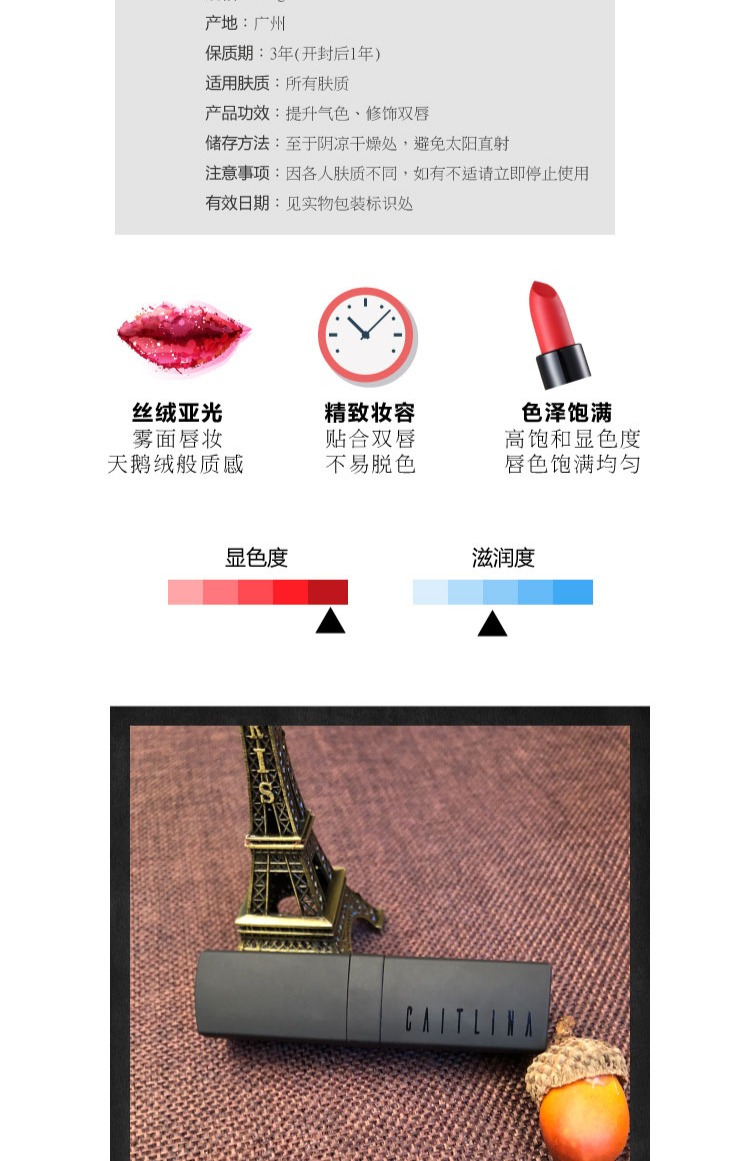 产地：广州
保质期：3年(开封后1年)
适用肤质：所有肤质
产品功效：提升气色、修饰双唇
储存方法：至于阴凉干燥处，避免太阳直射
注意事项：因各人肤质不同，如有不适请立即停止使用
有效日期：见实物包装标识处
丝绒亚光
雾面唇妆
天鹅绒般质感
精致妆容
贴合双唇
不易脱色
色泽饱满
高饱和显色度
唇色饱满均匀
显色度
滋润度
RIS
CAITLINA